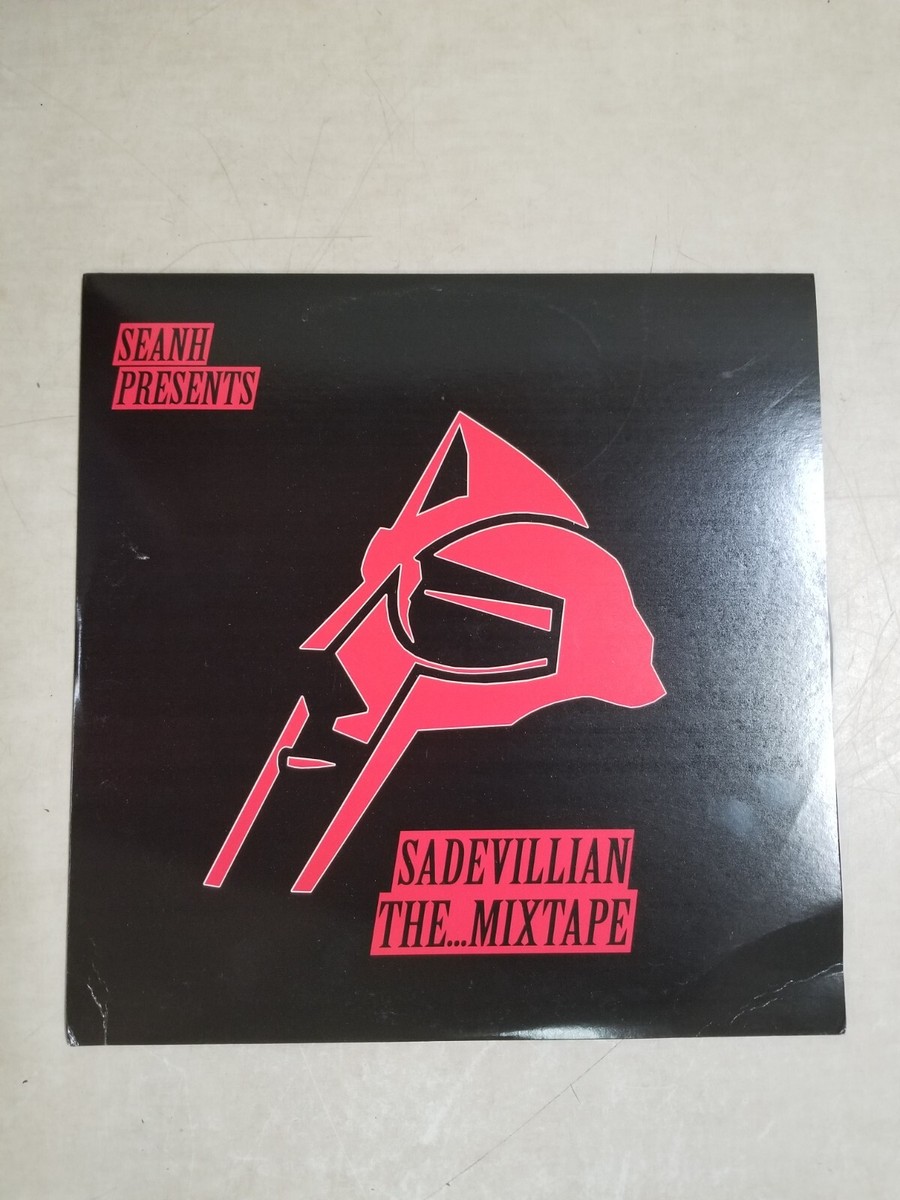 SEANH
PRESENTS
SADEVILLIAN
THE...MIXTAPE